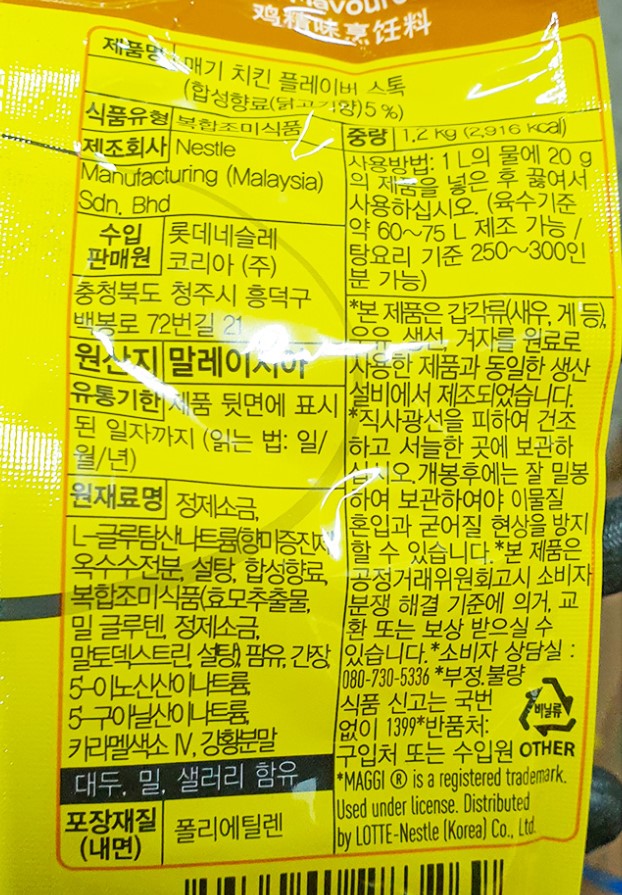 鸡精味烹饪料
제품명 매기 치킨 플레이버 스톡
(합성향료(닭고기향)5%)
식품유형 복합조미식품
제조회사 Nestle
Manufacturing (Malaysia)
Sdn. Bhd
수입
판매원
롯데네슬레
코리아 (주)
충청북도 청주시 흥덕구
백봉로 72번길 21
원산지 말레이시아
유통기한 제품 뒷면에 표시
된 일자까지 (읽는 법: 일/
월/년)
원재료명 정제소금,
L-글루탐산나트륨(향미증진제),
옥수수전분, 설탕, 합성향료,
복합조미식품(효모추출물,
밀 글루텐, 정제소금,
말토덱스트린, 설탕), 팜유, 간장,
5-이노신산이나트륨,
5-구아닐산이나트륨,
카라멜색소 IV, 강황분말
대두, 밀, 샐러리 함유
포장재질
(내면)
폴리에틸렌
중량 1.2 kg (2,916 kcal)
사용방법: 1 L의 물에 20 g
의 제품을 넣은 후 끓여서
사용하십시오. (육수기준
약 60~75 L 제조 가능 /
탕요리 기준 250~300인
분 가능)
*본 제품은 갑각류(새우, 게 등),
우유, 생선, 겨자를 원료로
사용한 제품과 동일한 생산
설비에서 제조되었습니다.
*직사광선을 피하여 건조
하고 서늘한 곳에 보관하
십시오. 개봉후에는 잘 밀봉
하여 보관하여야 이물질
혼입과 굳어질 현상을 방지
할 수 있습니다. *본 제품은
공정거래위원회고시 소비자
분쟁 해결 기준에 의거, 교
환 또는 보상 받으실 수
있습니다. *소비자 상담실 :
080-730-5336 *부정.불량
식품 신고는 국번
없이 1399*반품처:
구입처 또는 수입원
비닐류
OTHER
*MAGGI ® is a registered trademark.
Used under license. Distributed
by LOTTE-Nestle (Korea) Co., Ltd.